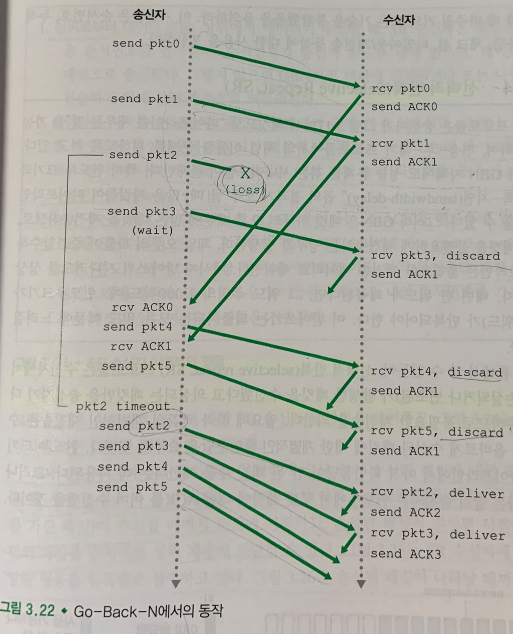 송신자
수신자
send pkt0
rcv pkt0
send ACK0
send pkt1
rcv pkt1
send ACK1
send pkt2
X
(loss)
send pkt3
(wait)
rcv pkt3, discard
send ACK1
rcv ACK0
send pkt4
rcv ACK1
send pkt5
rcv pkt4, discard
send ACK1
pkt2 timeout
send pkt2
send pkt3
send pkt4
send pkt5
rcv pkt5, discard
send ACK1
rcv pkt2, deliver
send ACK2
rcv pkt3, deliver
send ACK3
그림 3.22 ◆ Go-Back-N에서의 동작